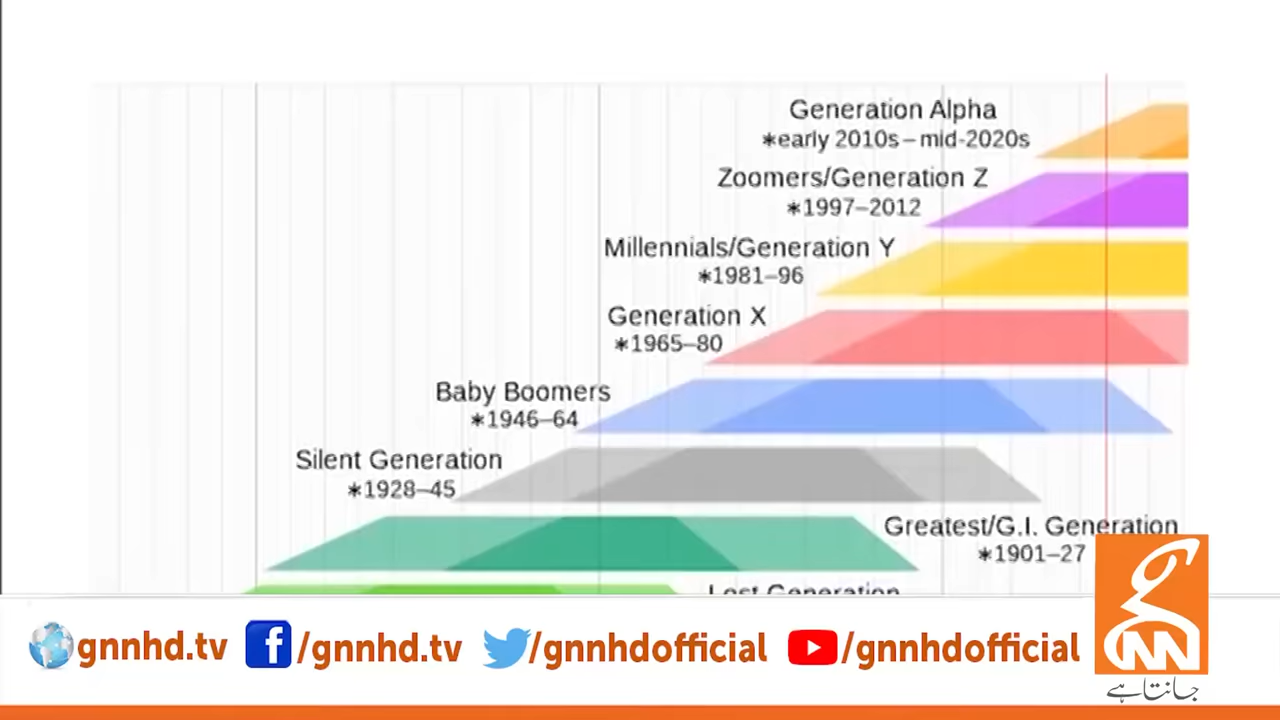 Generation Alpha
*early 2010s – mid-2020s
Zoomers/Generation Z
*1997–2012
Millennials/Generation Y
*1981–96
Generation X
*1965–80
Baby Boomers
*1946–64
Silent Generation
*1928–45
Greatest/G.I. Generation
*1901–27
Lost Generation
gnnhd.tv
/gnnhd.tv
/gnnhdofficial
/gnnhdofficial
GNN
جانتا ہے